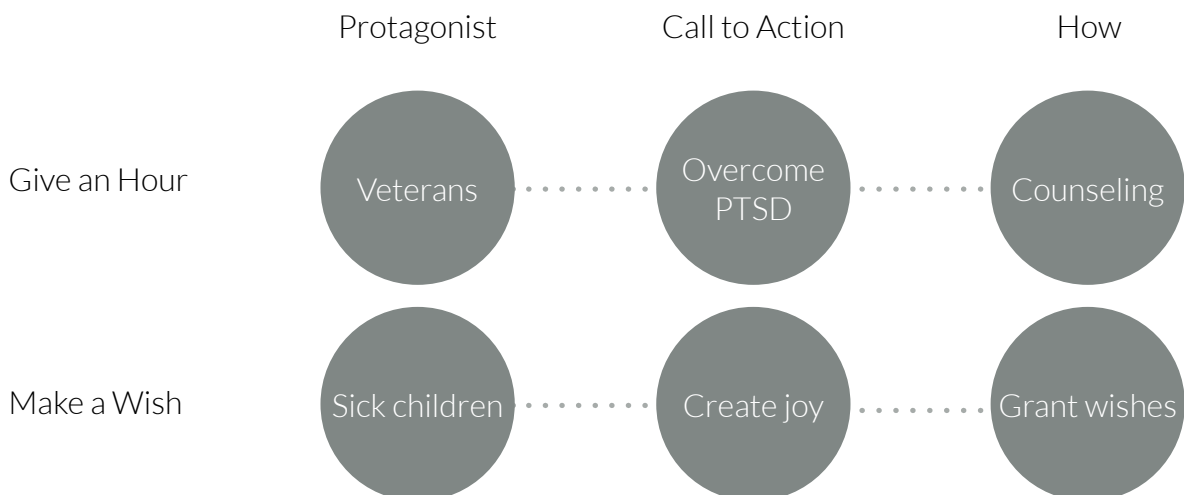 Protagonist Call to Action How
Give an Hour Veterans Overcome PTSD Counseling
Make a Wish Sick children Create joy Grant wishes